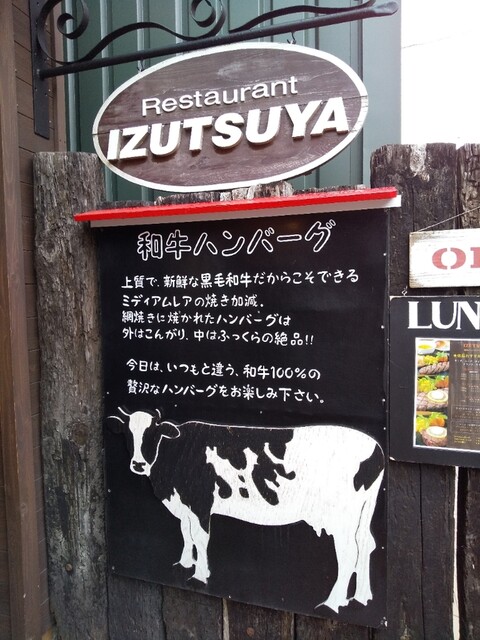 Restaurant
IZUTSUYA
和牛ハンバーグ
上質で、新鮮な黒毛和牛だからこそできる
ミディアムレアの焼き加減。
網焼きに焼かれたハンバーグは
外はこんがり、中はふっくらの絶品!!
今日は、いつもと違う、和牛100%の
贅沢なハンバーグをお楽しみ下さい。